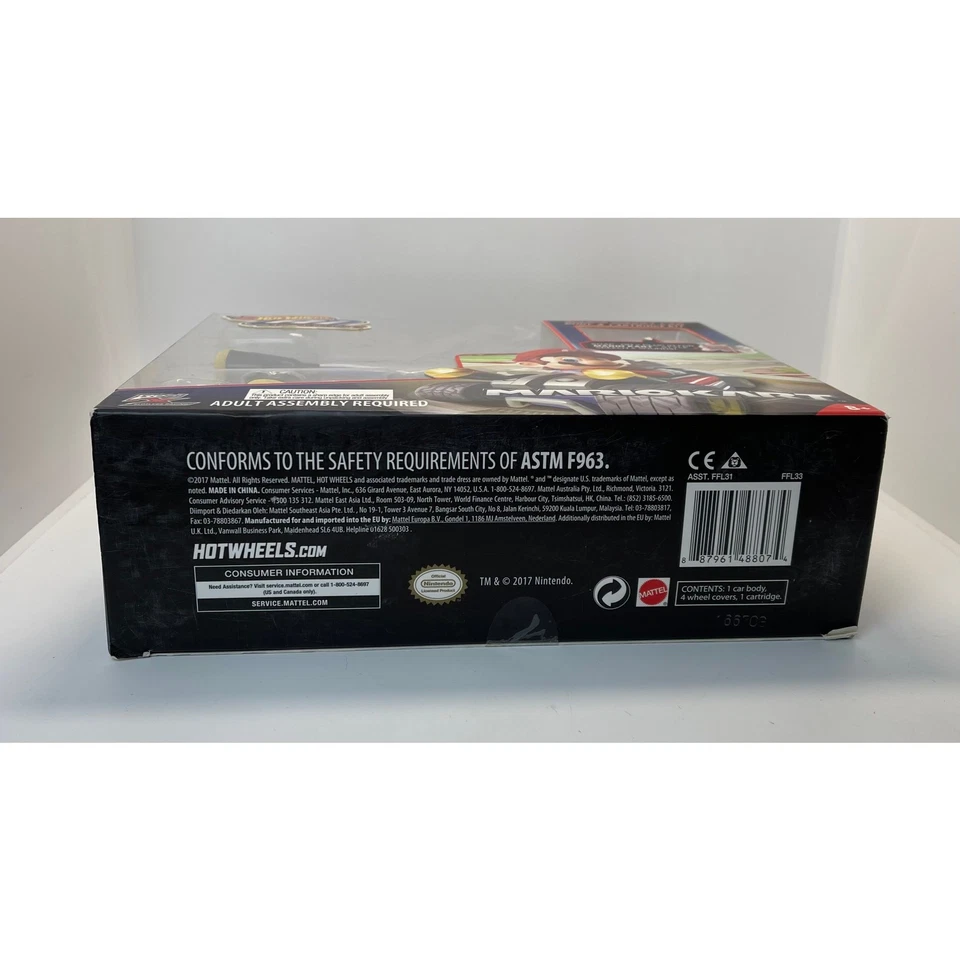 CAUTION:
ADULT ASSEMBLY REQUIRED
MARIOKART
8+
CONFORMS TO THE SAFETY REQUIREMENTS OF ASTM F963.
©2017 Mattel. All Rights Reserved. MATTEL, HOT WHEELS and associated trademarks and trade dress are owned by Mattel. ® and ™ designate U.S. trademarks of Mattel, except as
noted. MADE IN CHINA. Consumer Services - Mattel, Inc., 636 Girard Avenue, East Aurora, NY 14052, U.S.A. 1-800-524-8697. Mattel Australia Pty. Ltd., Richmond, Victoria. 3121.
Consumer Advisory Service - 1300 135 312. Mattel East Asia Ltd., Room 503-09, North Tower, World Finance Centre, Harbour City, Tsimshatsui, HK, China. Tel.: (852) 3185-6500.
Diimport & Diedarkan Oleh: Mattel Southeast Asia Pte. Ltd., No 19-1, Tower 3 Avenue 7, Bangsar South City, No 8, Jalan Kerinchi, 59200 Kuala Lumpur, Malaysia. Tel: 03-78803817,
Fax: 03-78803867. Manufactured for and imported into the EU by: Mattel Europa B.V., Gondel 1, 1186 MJ Amstelveen, Nederland. Additionally distributed in the EU by: Mattel
U.K. Ltd., Vanwall Business Park, Maidenhead SL6 4UB. Helpline 01628 500303.
HOTWHEELS.COM
CONSUMER INFORMATION
Need Assistance? Visit service.mattel.com or call 1-800-524-8697
(US and Canada only).
SERVICE.MATTEL.COM
Official
Nintendo
Licensed Product
TM & © 2017 Nintendo.
CE
ASST. FFL31 FFL33
8 87961 48807 4
MATTEL
CONTENTS: 1 car body,
4 wheel covers, 1 cartridge.